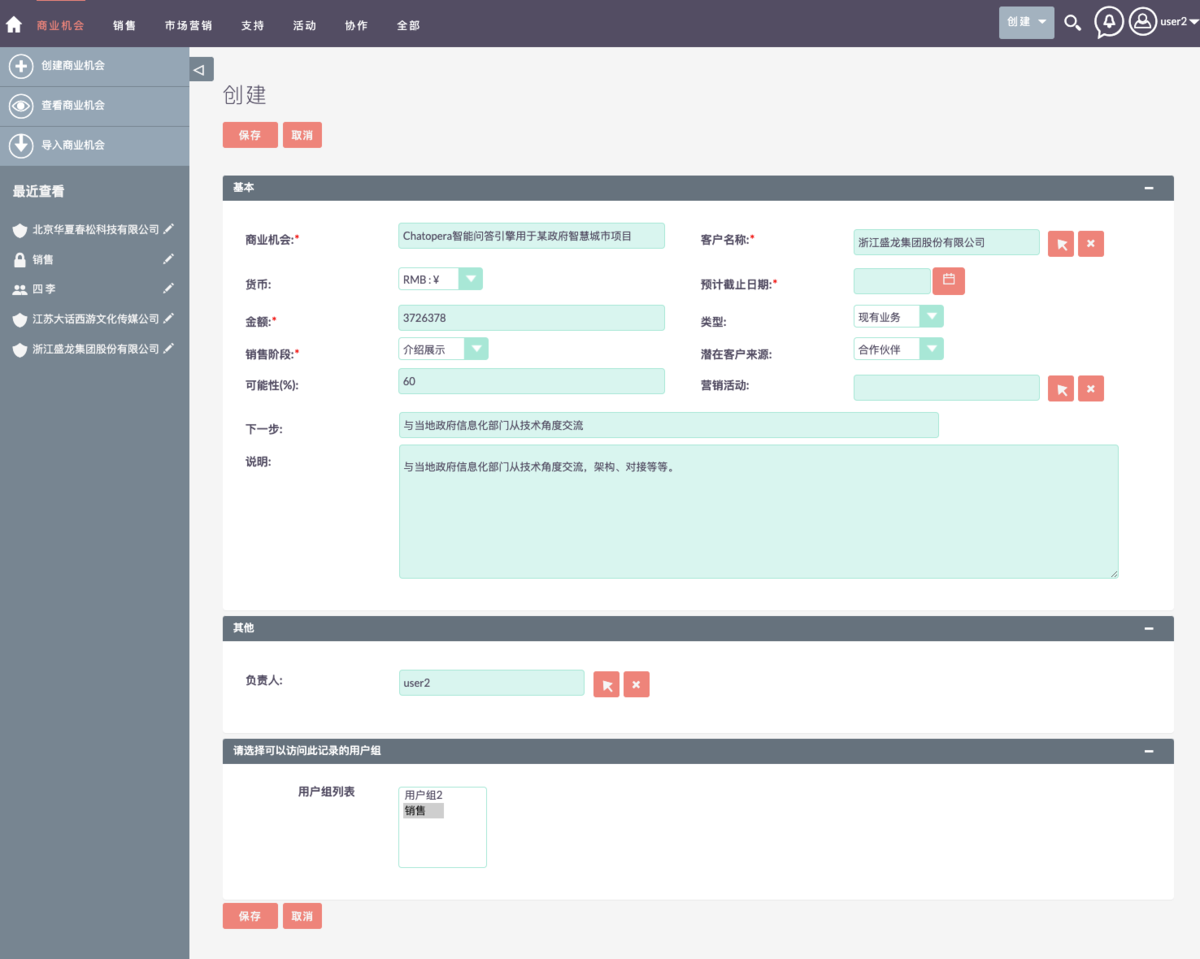 商业机会 销售 市场营销 支持 活动 协作 全部 创建 user2
创建商业机会
查看商业机会
导入商业机会
最近查看
北京华夏春松科技有限公司
销售
四 李
江苏大话西游文化传媒公司
浙江盛龙集团股份有限公司
创建
保存 取消
基本
商业机会:* Chatopera智能问答引擎用于某政府智慧城市项目 客户名称:* 浙江盛龙集团股份有限公司
货币: RMB : ¥ 预计截止日期:*
金额:* 3726378 类型: 现有业务
销售阶段:* 介绍展示 潜在客户来源: 合作伙伴
可能性(%): 60 营销活动:
下一步: 与当地政府信息化部门从技术角度交流
说明: 与当地政府信息化部门从技术角度交流，架构、对接等等。
其他
负责人: user2
请选择可以访问此记录的用户组
用户组列表 用户组2
销售
保存 取消